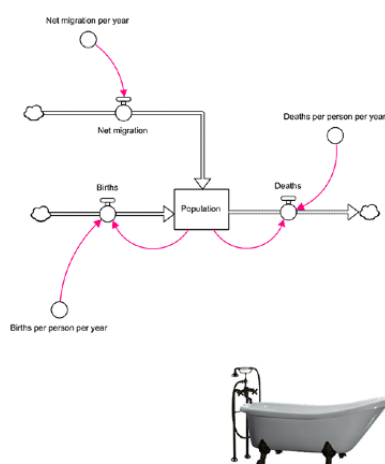 Net migration per year
Net migration
Deaths per person per year
Births
Population
Deaths
Births per person per year